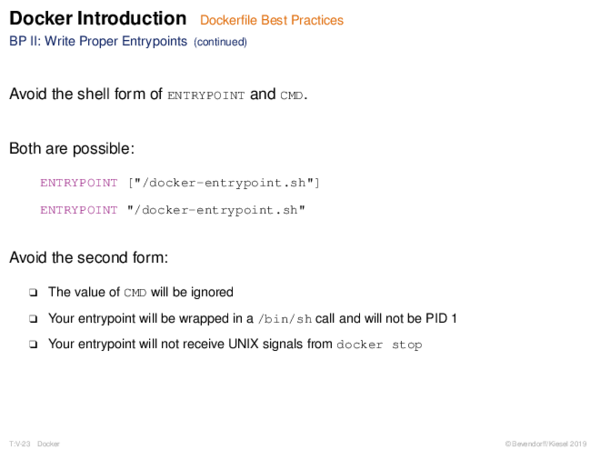 Docker Introduction Dockerfile Best Practices
BP II: Write Proper Entrypoints (continued)
Avoid the shell form of ENTRYPOINT and CMD.
Both are possible:
ENTRYPOINT ["/docker-entrypoint.sh"]
ENTRYPOINT "/docker-entrypoint.sh"
Avoid the second form:
❑ The value of CMD will be ignored
❑ Your entrypoint will be wrapped in a /bin/sh call and will not be PID 1
❑ Your entrypoint will not receive UNIX signals from docker stop
T:V-23 Docker
© Bevendorff/Kiesel 2019